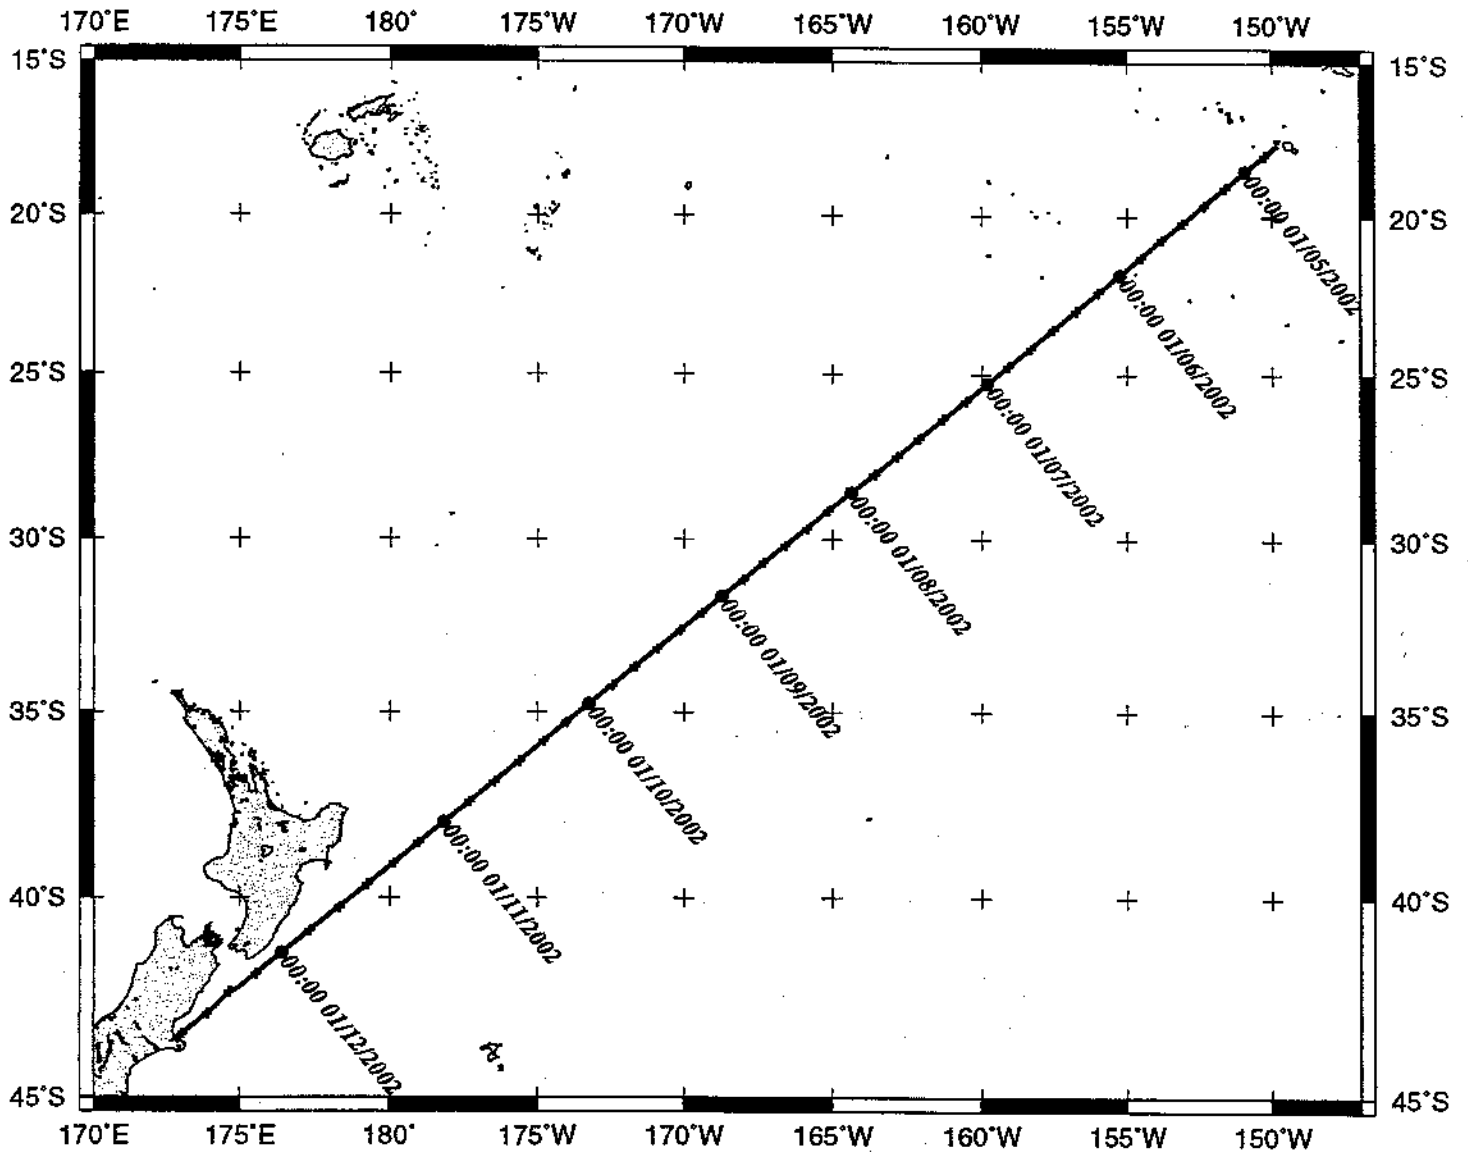 170°E 175°E 180° 175°W 170°W 165°W 160°W 155°W 150°W
15°S 15°S
00:00 01/05/2002
20°S 20°S
00:00 01/06/2002
25°S 25°S
00:00 01/07/2002
00:00 01/08/2002
30°S 30°S
00:00 01/09/2002
35°S 35°S
00:00 01/10/2002
00:00 01/11/2002
40°S 40°S
00:00 01/12/2002
45°S 45°S
170°E 175°E 180° 175°W 170°W 165°W 160°W 155°W 150°W